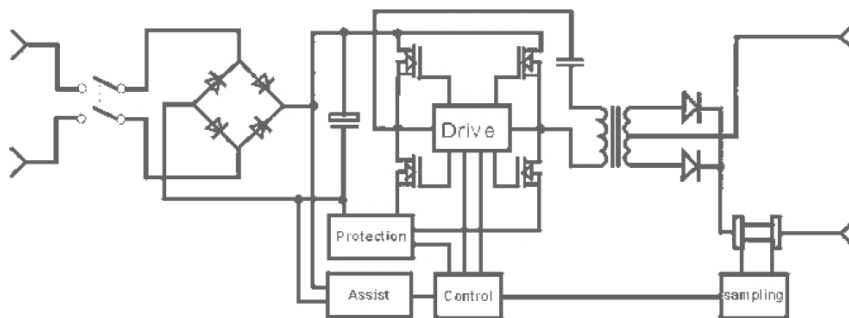 Drive
Protection
Assist
Control
sampling